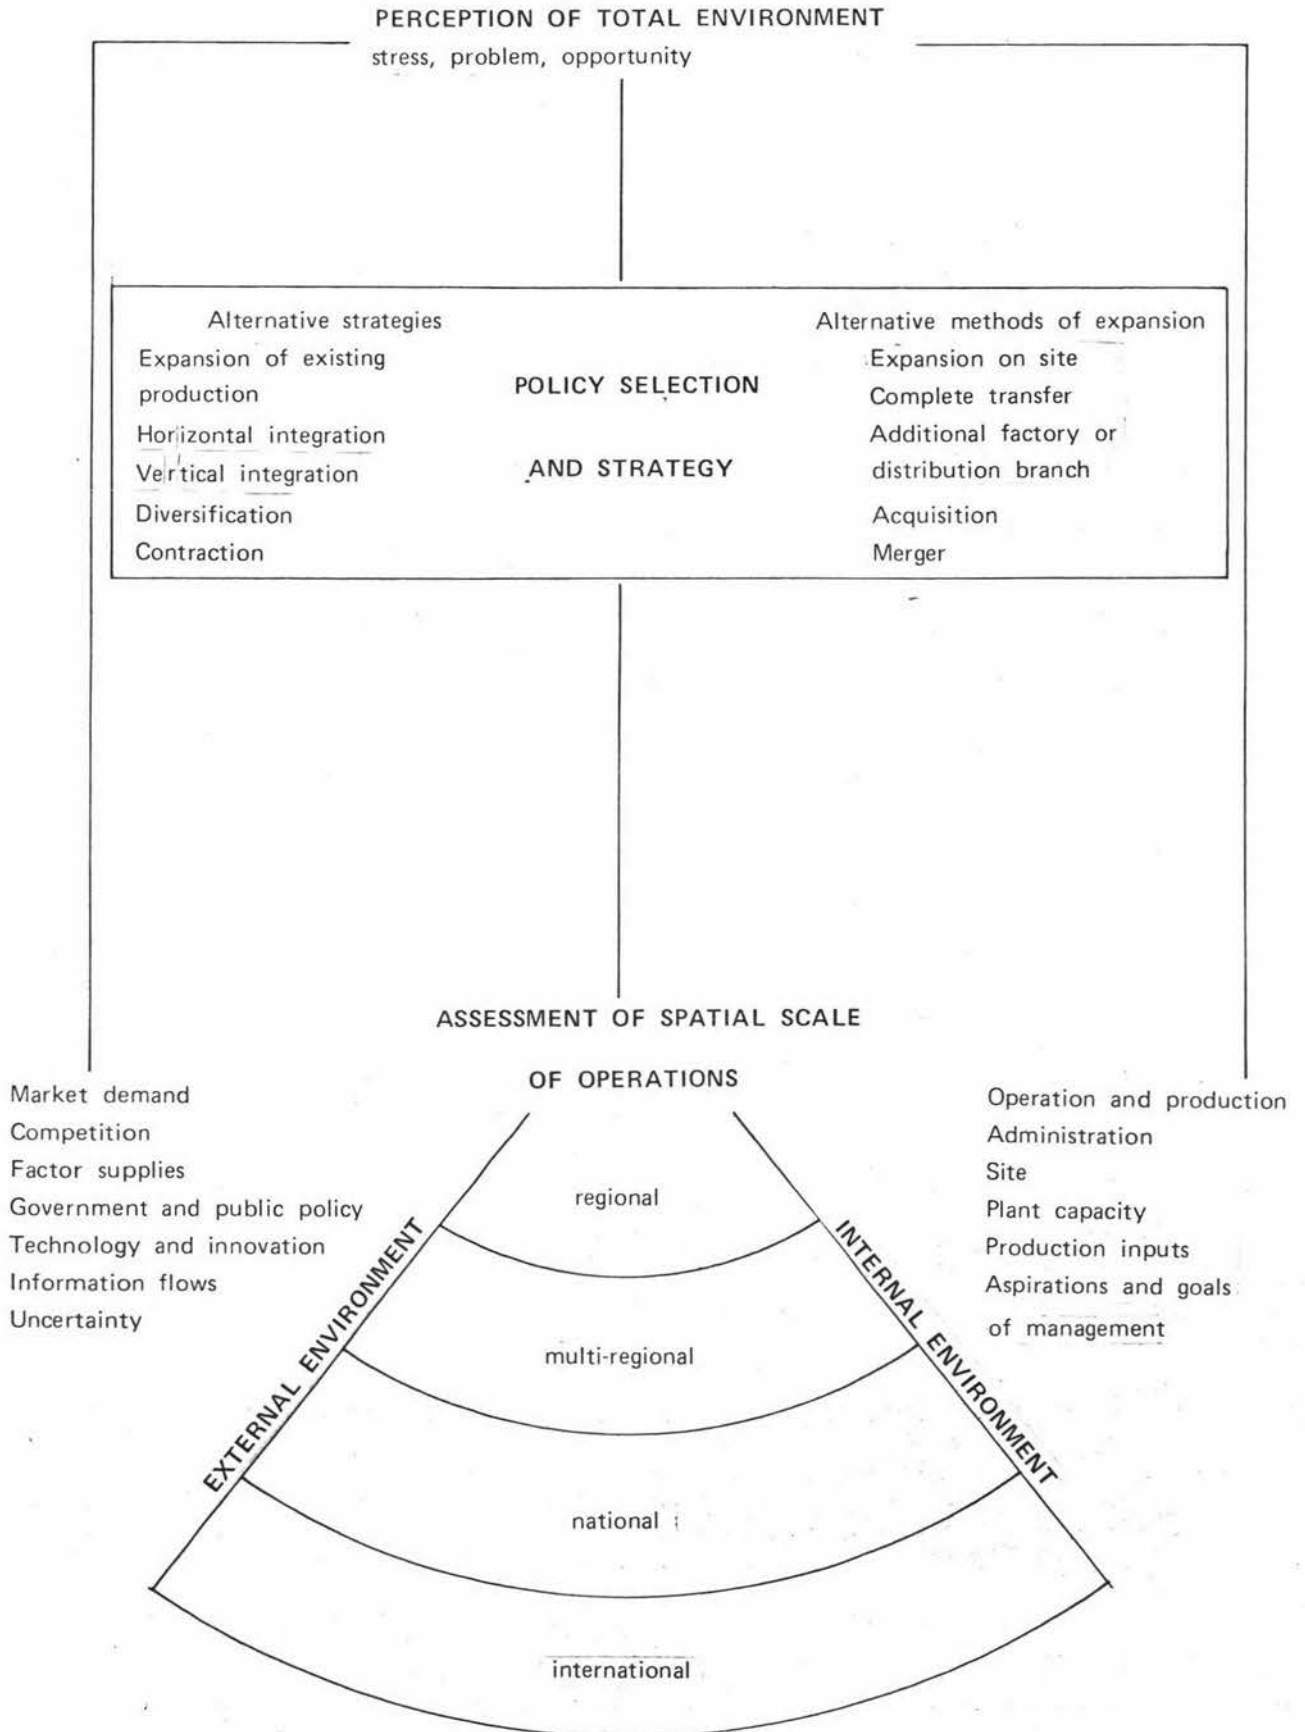 PERCEPTION OF TOTAL ENVIRONMENT
stress, problem, opportunity
Alternative strategies
Expansion of existing
production
Horizontal integration
Vertical integration
Diversification
Contraction
POLICY SELECTION
AND STRATEGY
Alternative methods of expansion
Expansion on site
Complete transfer
Additional factory or
distribution branch
Acquisition
Merger
ASSESSMENT OF SPATIAL SCALE
OF OPERATIONS
Market demand
Competition
Factor supplies
Government and public policy
Technology and innovation
Information flows
Uncertainty
EXTERNAL ENVIRONMENT
regional
multi-regional
national
international
INTERNAL ENVIRONMENT
Operation and production
Administration
Site
Plant capacity
Production inputs
Aspirations and goals
of management